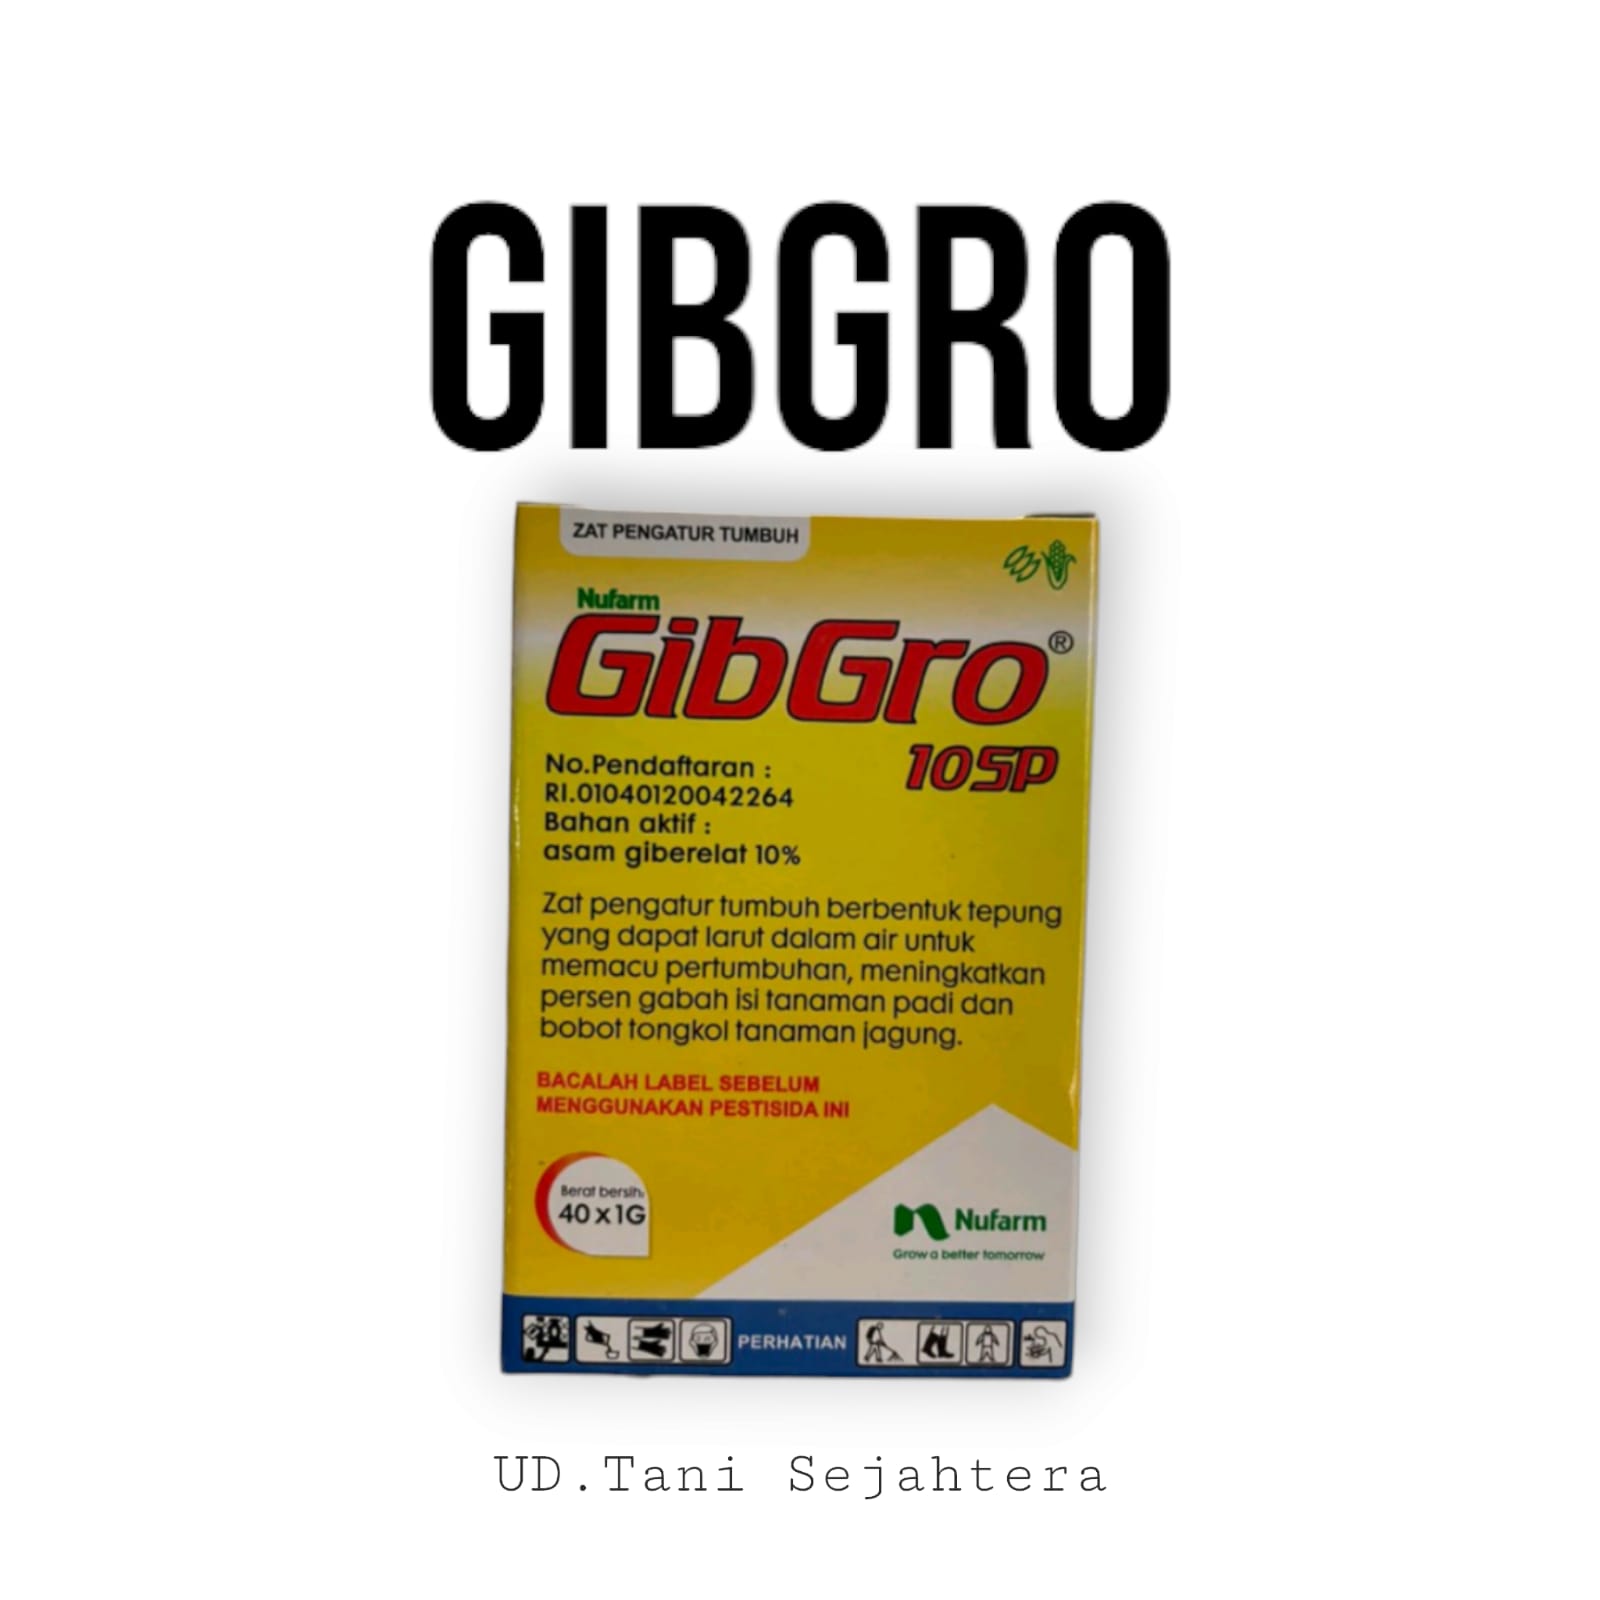 GIBGRO
ZAT PENGATUR TUMBUH
Nufarm
GibGro®
10SP
No.Pendaftaran :
RI.01040120042264
Bahan aktif :
asam giberelat 10%
Zat pengatur tumbuh berbentuk tepung
yang dapat larut dalam air untuk
memacu pertumbuhan, meningkatkan
persen gabah isi tanaman padi dan
bobot tongkol tanaman jagung.
BACALAH LABEL SEBELUM
MENGGUNAKAN PESTISIDA INI
Berat bersih:
40 x 1G
Nufarm
Grow a better tomorrow
PERHATIAN
UD.Tani Sejahtera